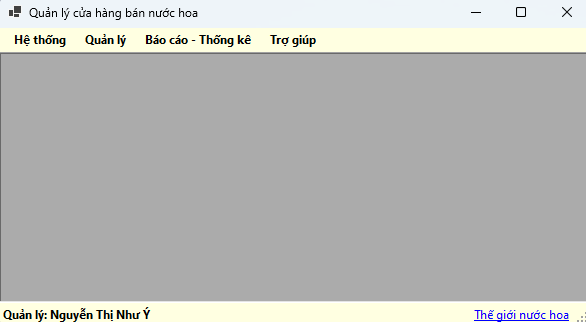 Quản lý cửa hàng bán nước hoa
Hệ thống Quản lý Báo cáo - Thống kê Trợ giúp
Quản lý: Nguyễn Thị Như Ý Thế giới nước hoa